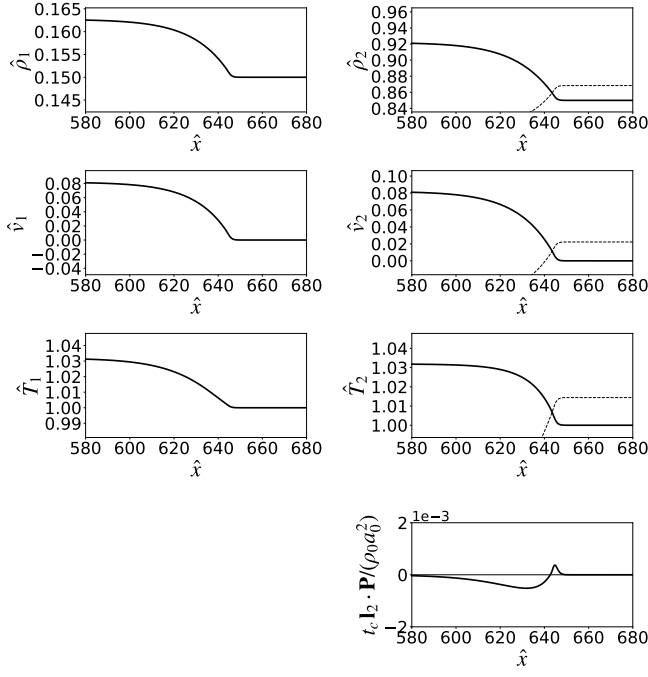 0.165
0.160
0.155
0.150
0.145
ρ̂₁
580 600 620 640 660 680
x̂
0.96
0.94
0.92
0.90
0.88
0.86
0.84
ρ̂₂
580 600 620 640 660 680
x̂
0.08
0.06
0.04
0.02
0.00
−0.02
−0.04
v̂₁
580 600 620 640 660 680
x̂
0.10
0.08
0.06
0.04
0.02
0.00
v̂₂
580 600 620 640 660 680
x̂
1.04
1.03
1.02
1.01
1.00
0.99
T̂₁
580 600 620 640 660 680
x̂
1.04
1.03
1.02
1.01
1.00
T̂₂
580 600 620 640 660 680
x̂
1e−3
2
0
−2
t_c l₂ · P/(ρ₀a₀²)
580 600 620 640 660 680
x̂